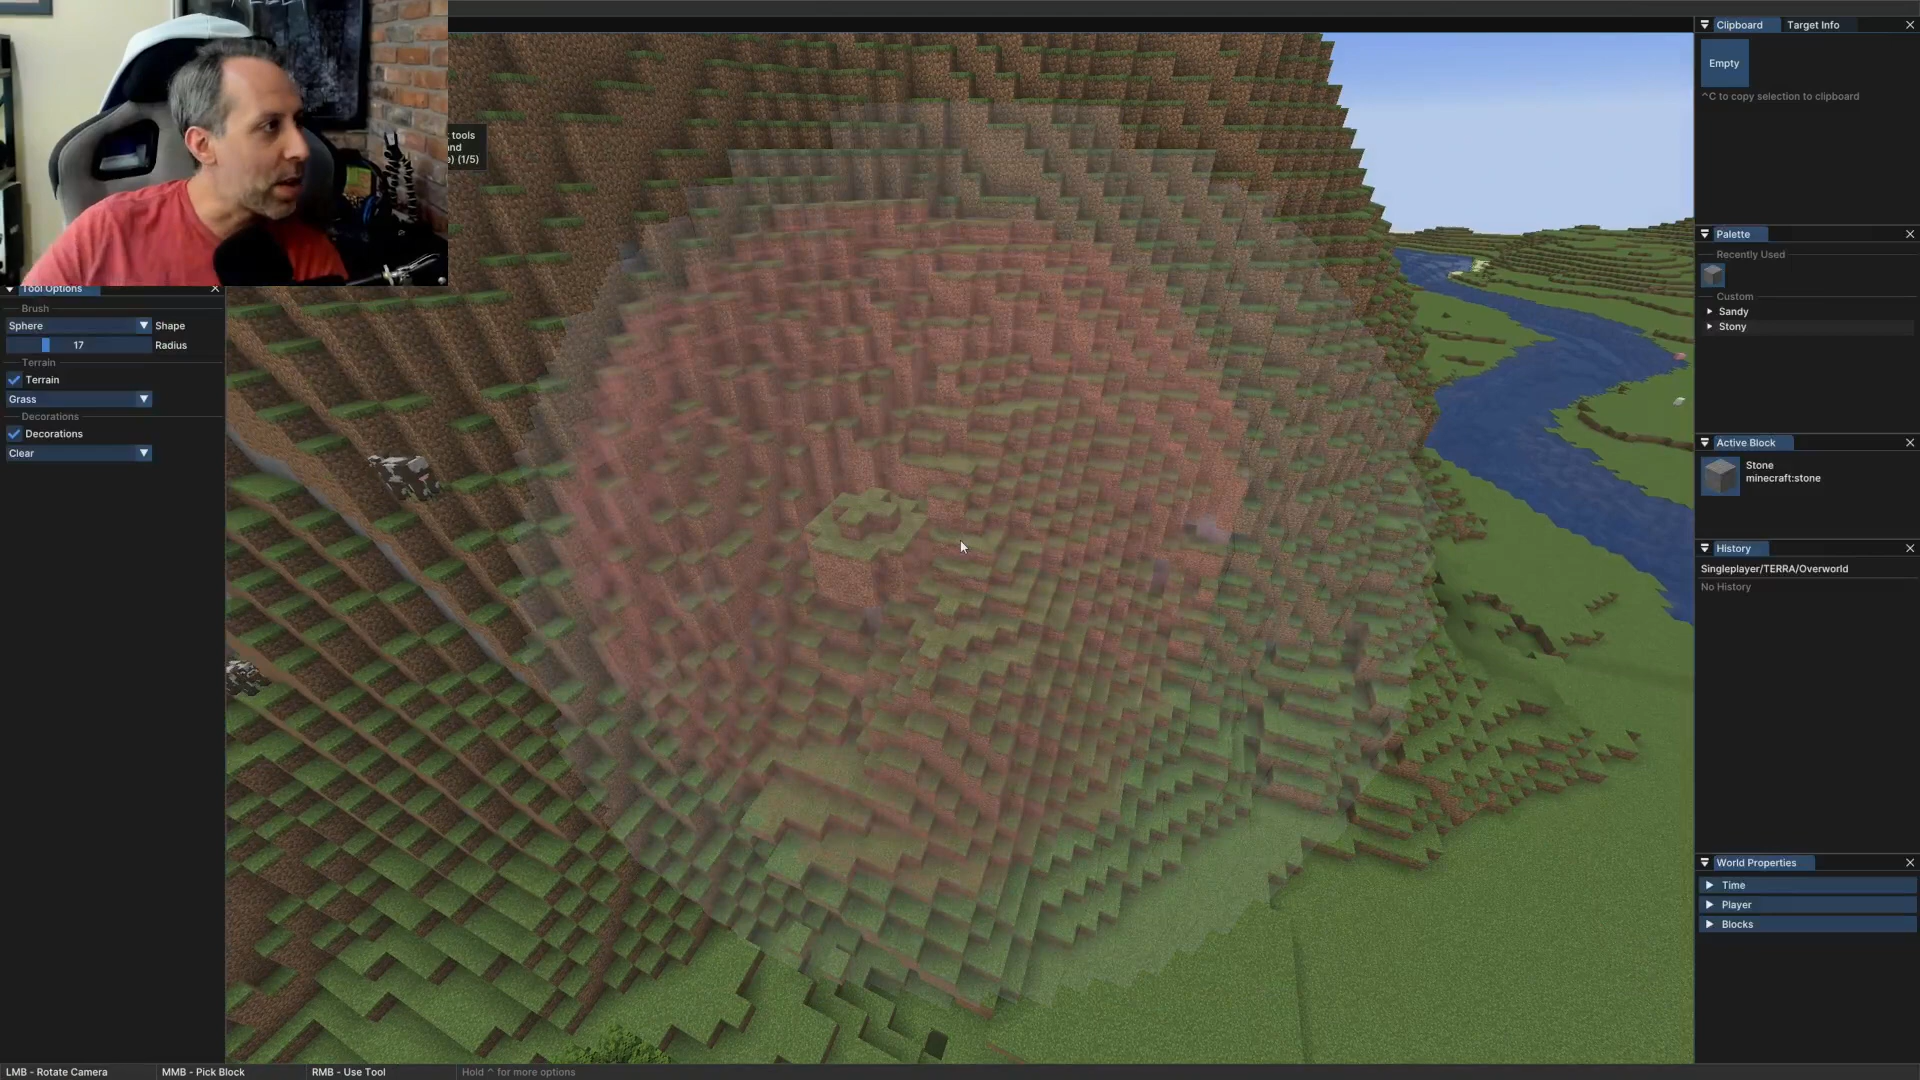 tools
) (1/5)
Tool Options
Brush
Sphere
Shape
17
Radius
Terrain
Terrain
Grass
Decorations
Decorations
Clear
Clipboard
Target Info
Empty
^C to copy selection to clipboard
Palette
Recently Used
Custom
Sandy
Stony
Active Block
Stone
minecraft:stone
History
Singleplayer/TERRA/Overworld
No History
World Properties
Time
Player
Blocks
LMB - Rotate Camera
MMB - Pick Block
RMB - Use Tool
Hold ^ for more options